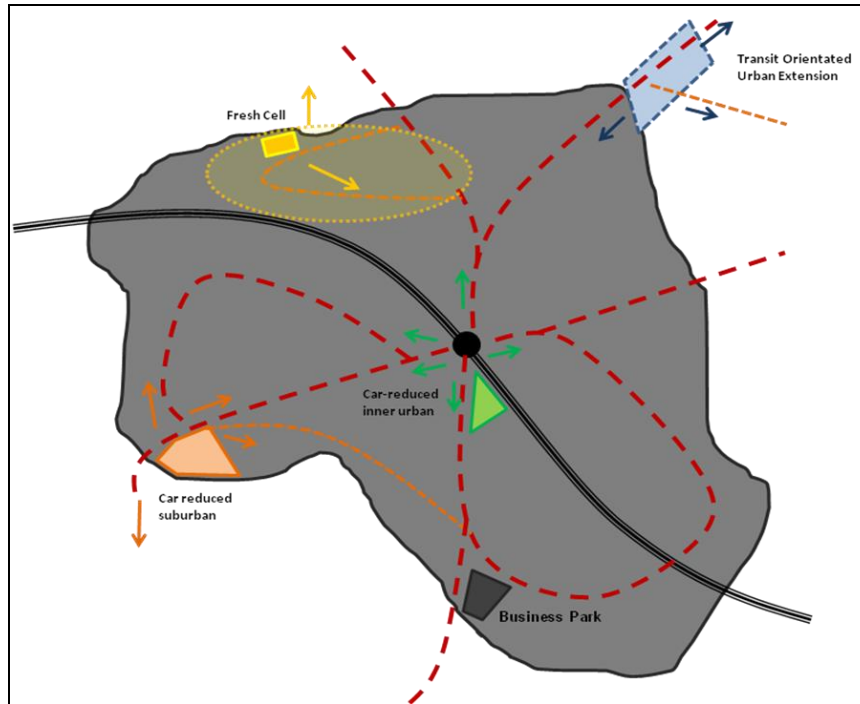 Transit Orientated
Urban Extension
Fresh Cell
Car-reduced
inner urban
Car reduced
suburban
Business Park